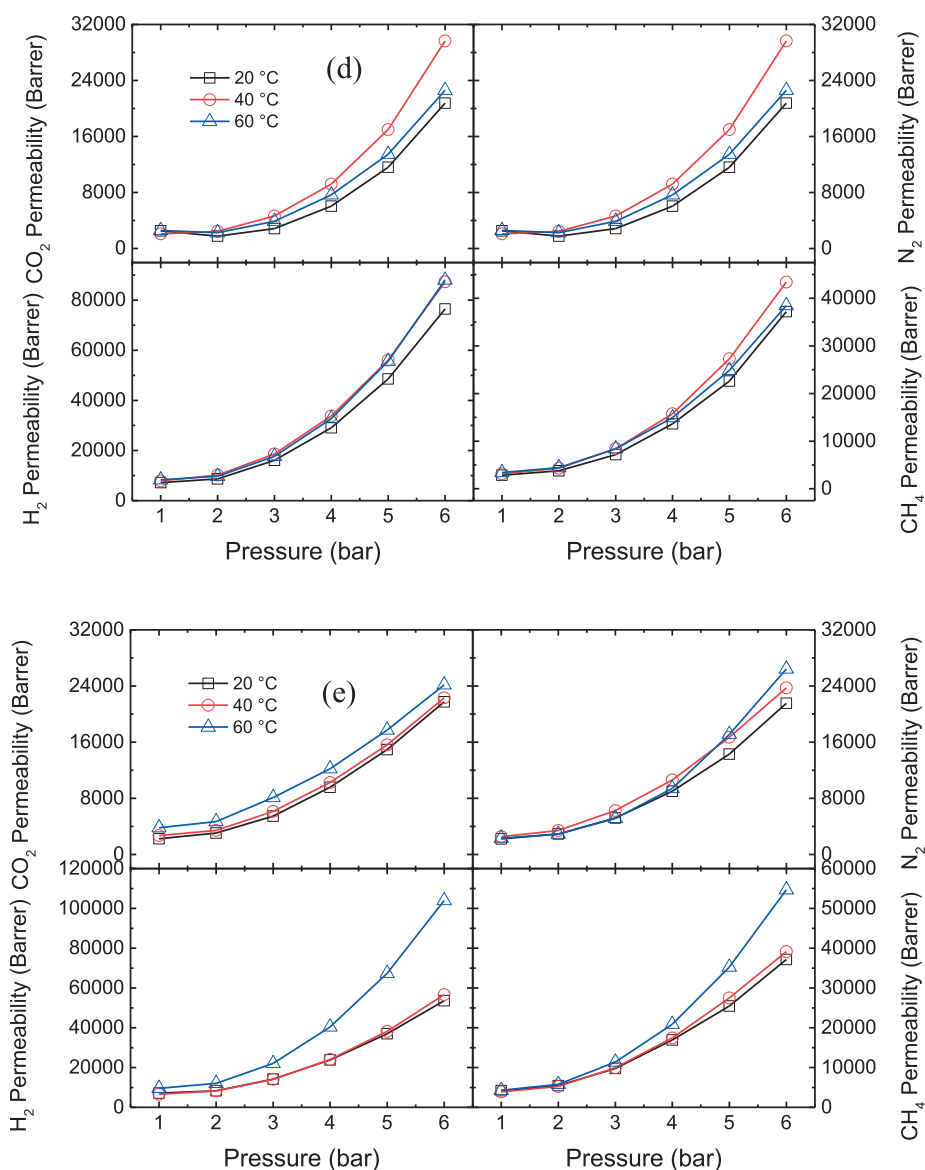 32000
24000
16000
8000
0
CO2 Permeability (Barrer)
(d)
20 °C
40 °C
60 °C
32000
24000
16000
8000
0
N2 Permeability (Barrer)
80000
60000
40000
20000
0
H2 Permeability (Barrer)
40000
30000
20000
10000
0
CH4 Permeability (Barrer)
1 2 3 4 5 6
1 2 3 4 5 6
Pressure (bar)
Pressure (bar)
32000
24000
16000
8000
0
CO2 Permeability (Barrer)
(e)
20 °C
40 °C
60 °C
32000
24000
16000
8000
0
N2 Permeability (Barrer)
120000
100000
80000
60000
40000
20000
0
H2 Permeability (Barrer)
60000
50000
40000
30000
20000
10000
0
CH4 Permeability (Barrer)
1 2 3 4 5 6
1 2 3 4 5 6
Pressure (bar)
Pressure (bar)